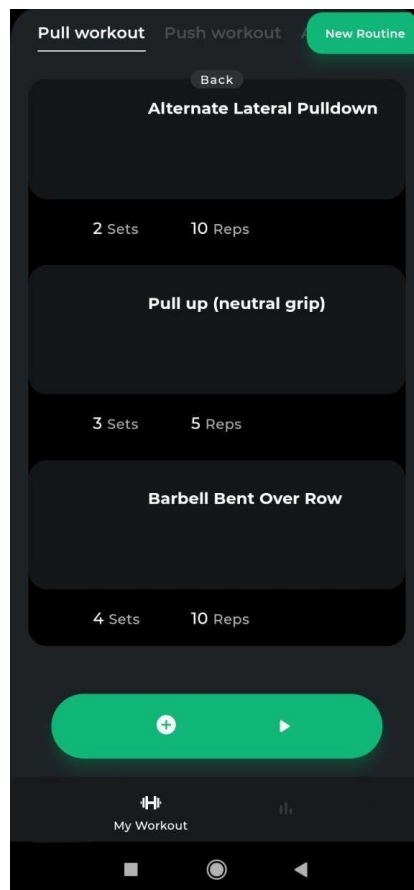 Pull workout Push workout New Routine
Back
Alternate Lateral Pulldown
2 Sets 10 Reps
Pull up (neutral grip)
3 Sets 5 Reps
Barbell Bent Over Row
4 Sets 10 Reps
My Workout